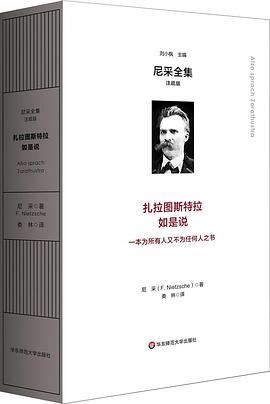 刘小枫 主编
尼采全集
注疏版
Also sprach Zarathustra
扎拉图斯特拉
如是说
一本为所有人又不为任何人之书
尼 采（F. Nietzsche）著
娄 林 译
华东师范大学出版社
尼采全集
注疏版
扎拉图斯特拉
如是说
Also sprach
Zarathustra
尼 采 著
F. Nietzsche
娄 林 译
华东师范大学出版社